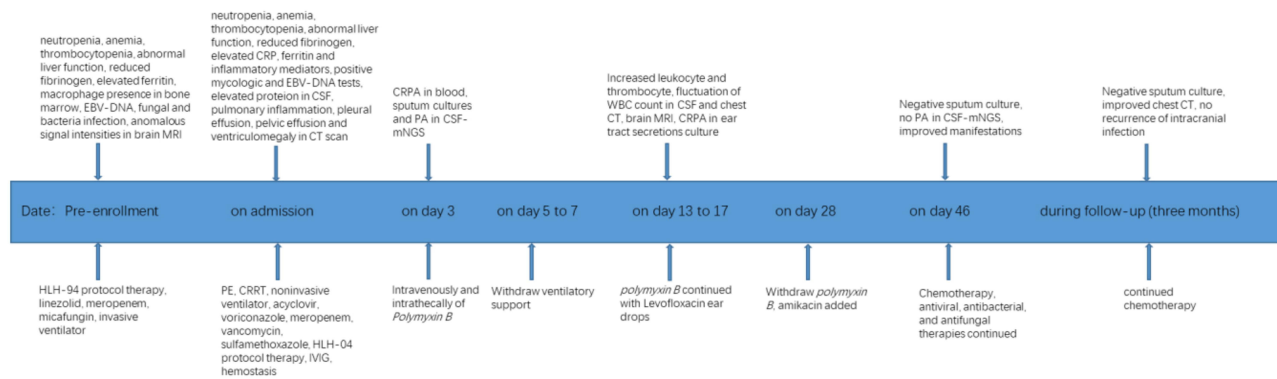 neutropenia, anemia,
thrombocytopenia, abnormal
liver function, reduced
fibrinogen, elevated ferritin,
macrophage presence in bone
marrow, EBV-DNA, fungal and
bacteria infection, anomalous
signal intensities in brain MRI
neutropenia, anemia,
thrombocytopenia, abnormal liver
function, reduced fibrinogen,
elevated CRP, ferritin and
inflammatory mediators, positive
mycologic and EBV-DNA tests,
elevated proteion in CSF,
pulmonary inflammation, pleural
effusion, pelvic effusion and
ventriculomegaly in CT scan
CRPA in blood,
sputum cultures
and PA in CSF-
mNGS
Increased leukocyte and
thrombocyte, fluctuation of
WBC count in CSF and chest
CT, brain MRI, CRPA in ear
tract secretions culture
Negative sputum culture,
no PA in CSF-mNGS,
improved manifestations
Negative sputum culture,
improved chest CT, no
recurrence of intracranial
infection
Date: Pre-enrollment
on admission
on day 3
on day 5 to 7
on day 13 to 17
on day 28
on day 46
during follow-up (three months)
HLH-94 protocol therapy,
linezolid, meropenem,
micafungin, invasive
ventilator
PE, CRRT, noninvasive
ventilator, acyclovir,
voriconazole, meropenem,
vancomycin,
sulfamethoxazole, HLH-04
protocol therapy, IVIG,
hemostasis
Intravenously and
intrathecally of
Polymyxin B
Withdraw ventilatory
support
polymyxin B continued
with Levofloxacin ear
drops
Withdraw polymyxin
B, amikacin added
Chemotherapy,
antiviral, antibacterial,
and antifungal
therapies continued
continued
chemotherapy